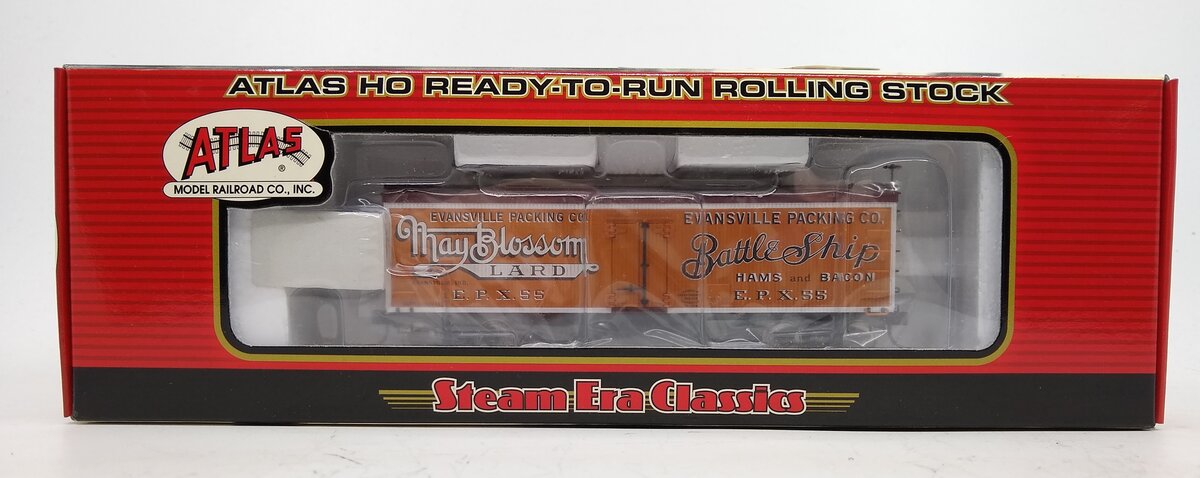 ATLAS HO READY-TO-RUN ROLLING STOCK
ATLAS
®
MODEL RAILROAD CO., INC.
EVANSVILLE PACKING CO.
May Blossom
LARD
E.P.X.55
EVANSVILLE PACKING CO.
Battle Ship
HAMS and BACON
E.P.X.55
Steam Era Classics